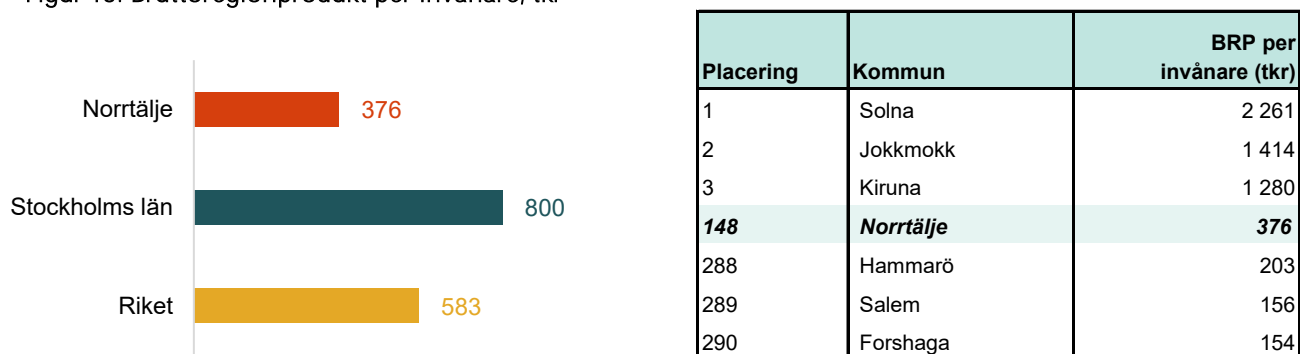 Norrtälje 376
Stockholms län 800
Riket 583
Placering Kommun BRP per invånare (tkr)
1 Solna 2 261
2 Jokkmokk 1 414
3 Kiruna 1 280
148 Norrtälje 376
288 Hammarö 203
289 Salem 156
290 Forshaga 154